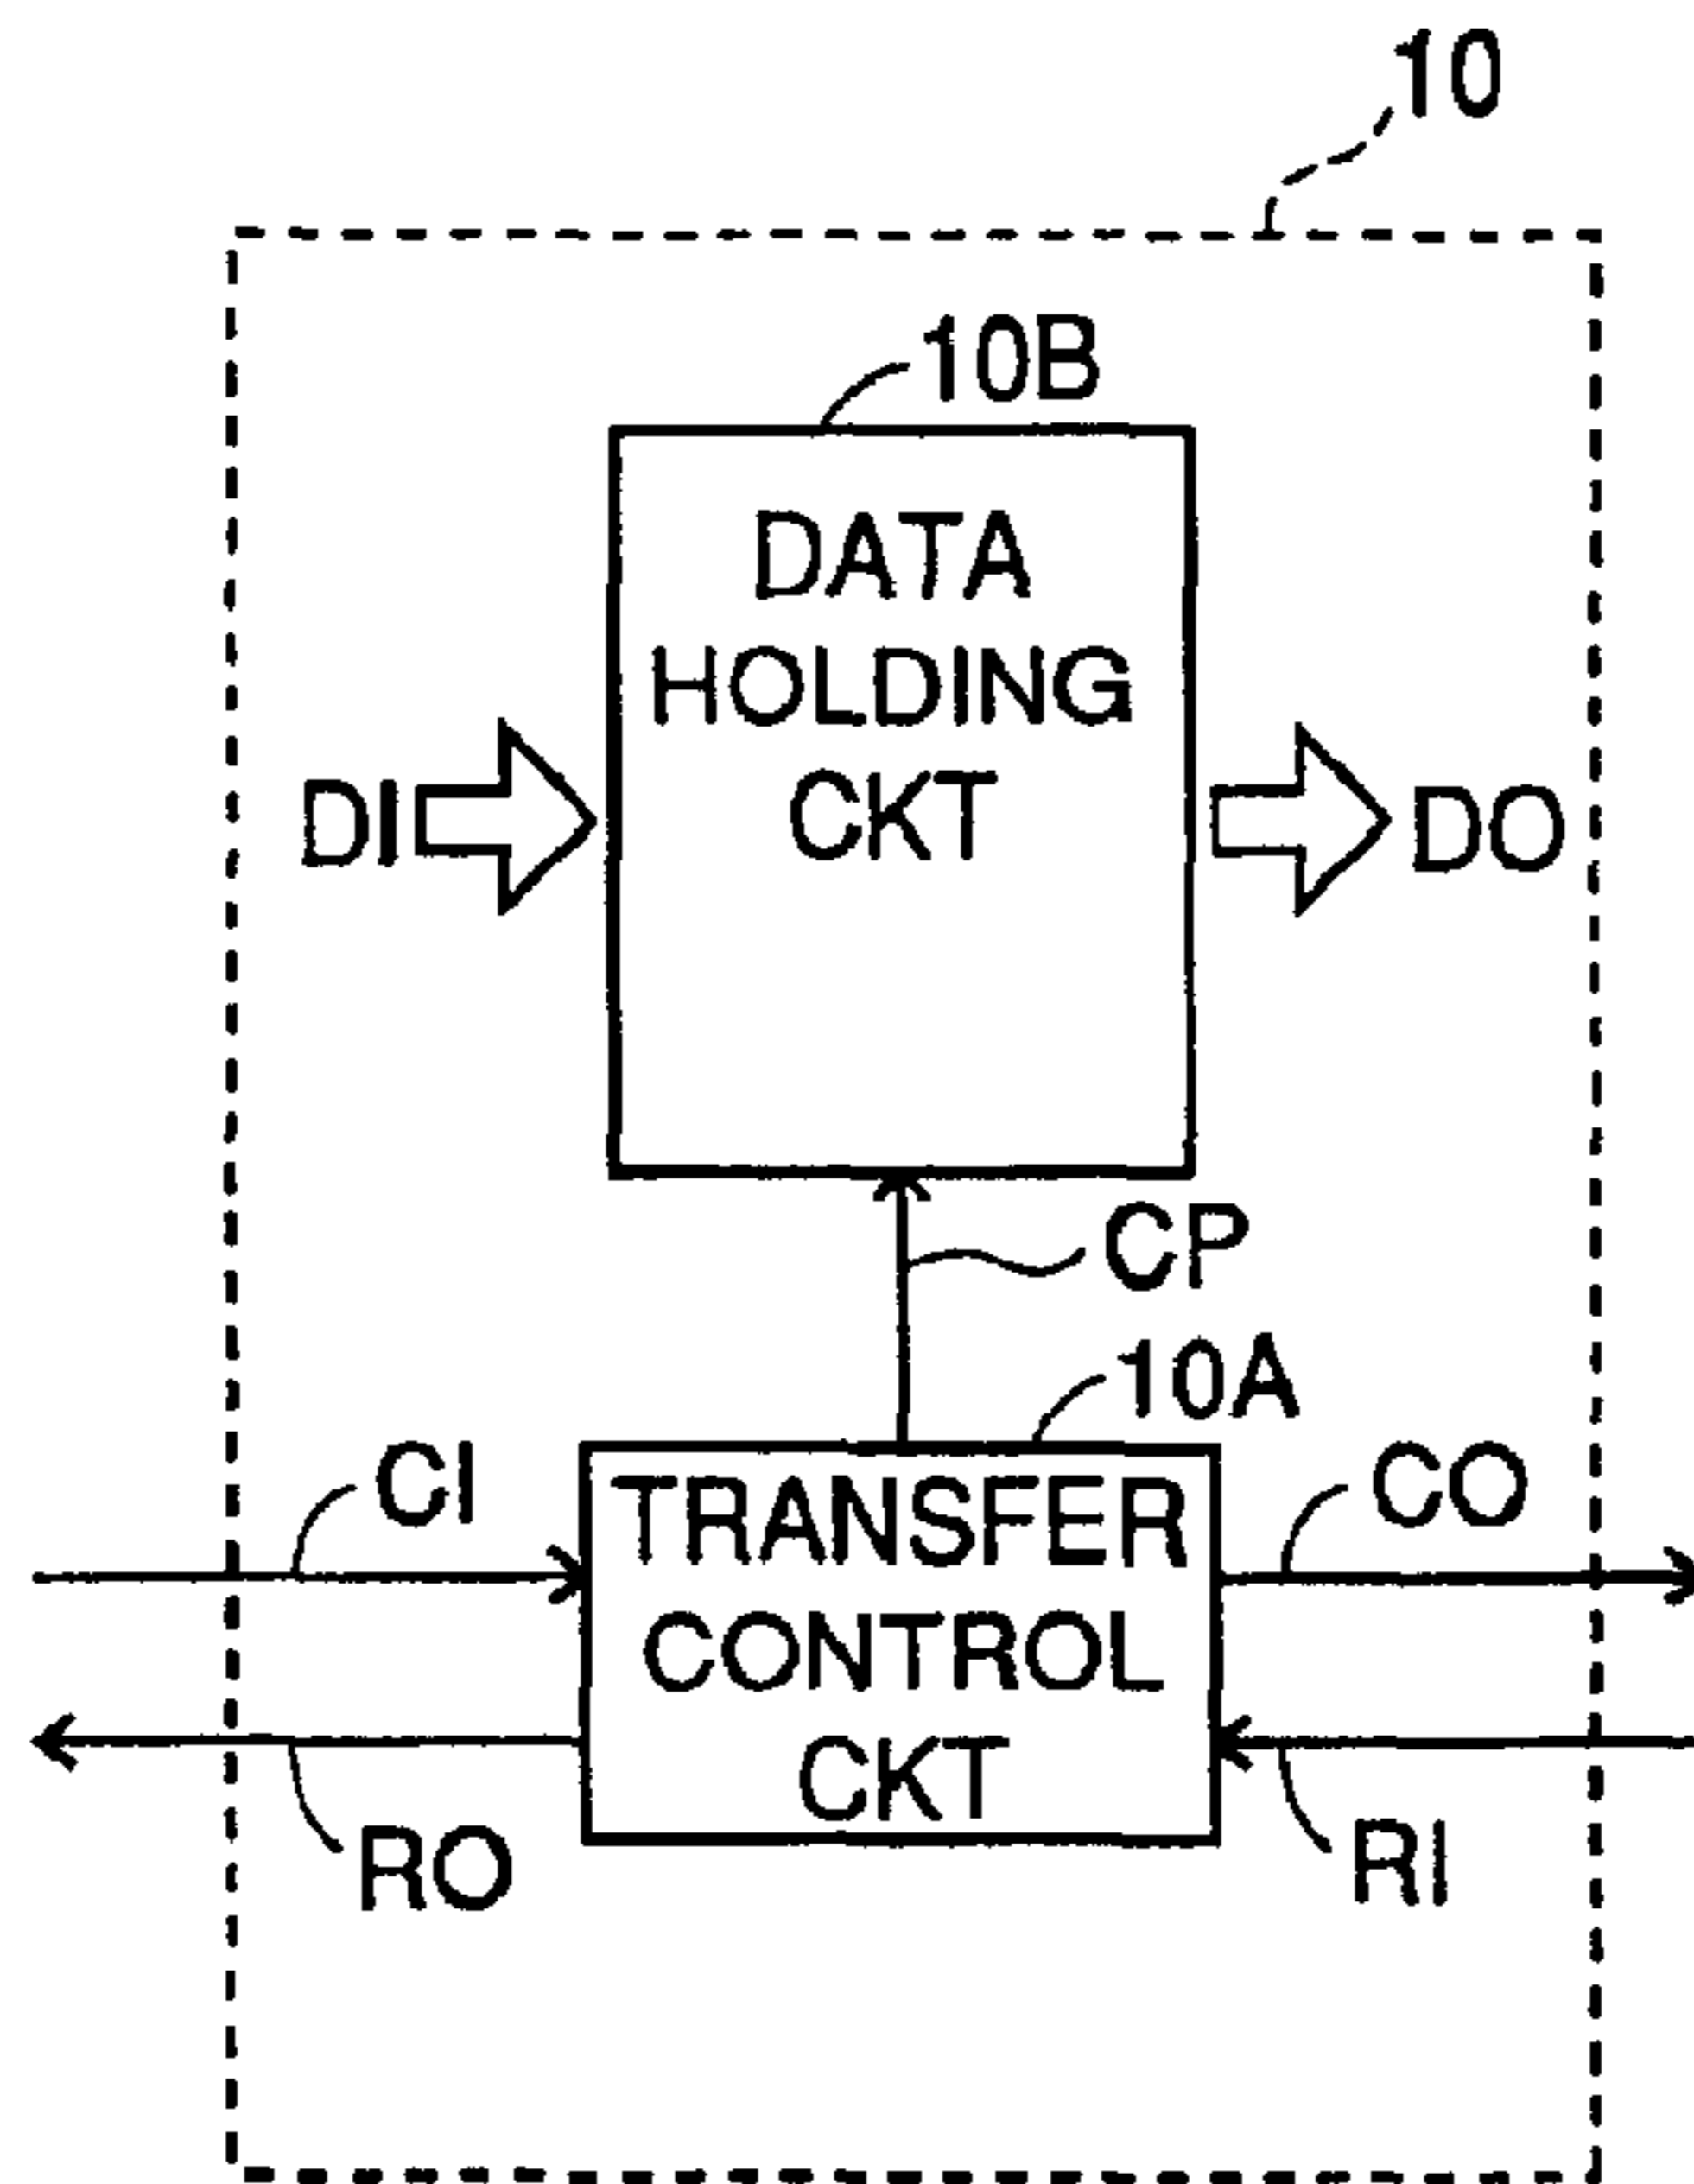 10
10B
DATA
HOLDING
CKT
DI
DO
CP
10A
CI
CO
TRANSFER
CONTROL
CKT
RO
RI